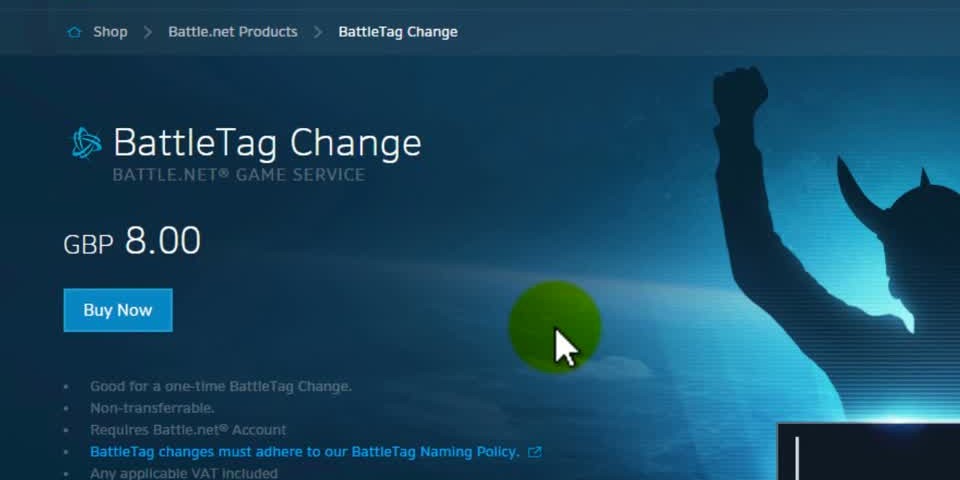 Shop > Battle.net Products > BattleTag Change
BattleTag Change
BATTLE.NET® GAME SERVICE
GBP 8.00
Buy Now
• Good for a one-time BattleTag Change.
• Non-transferrable.
• Requires Battle.net® Account
• BattleTag changes must adhere to our BattleTag Naming Policy.
• Any applicable VAT included